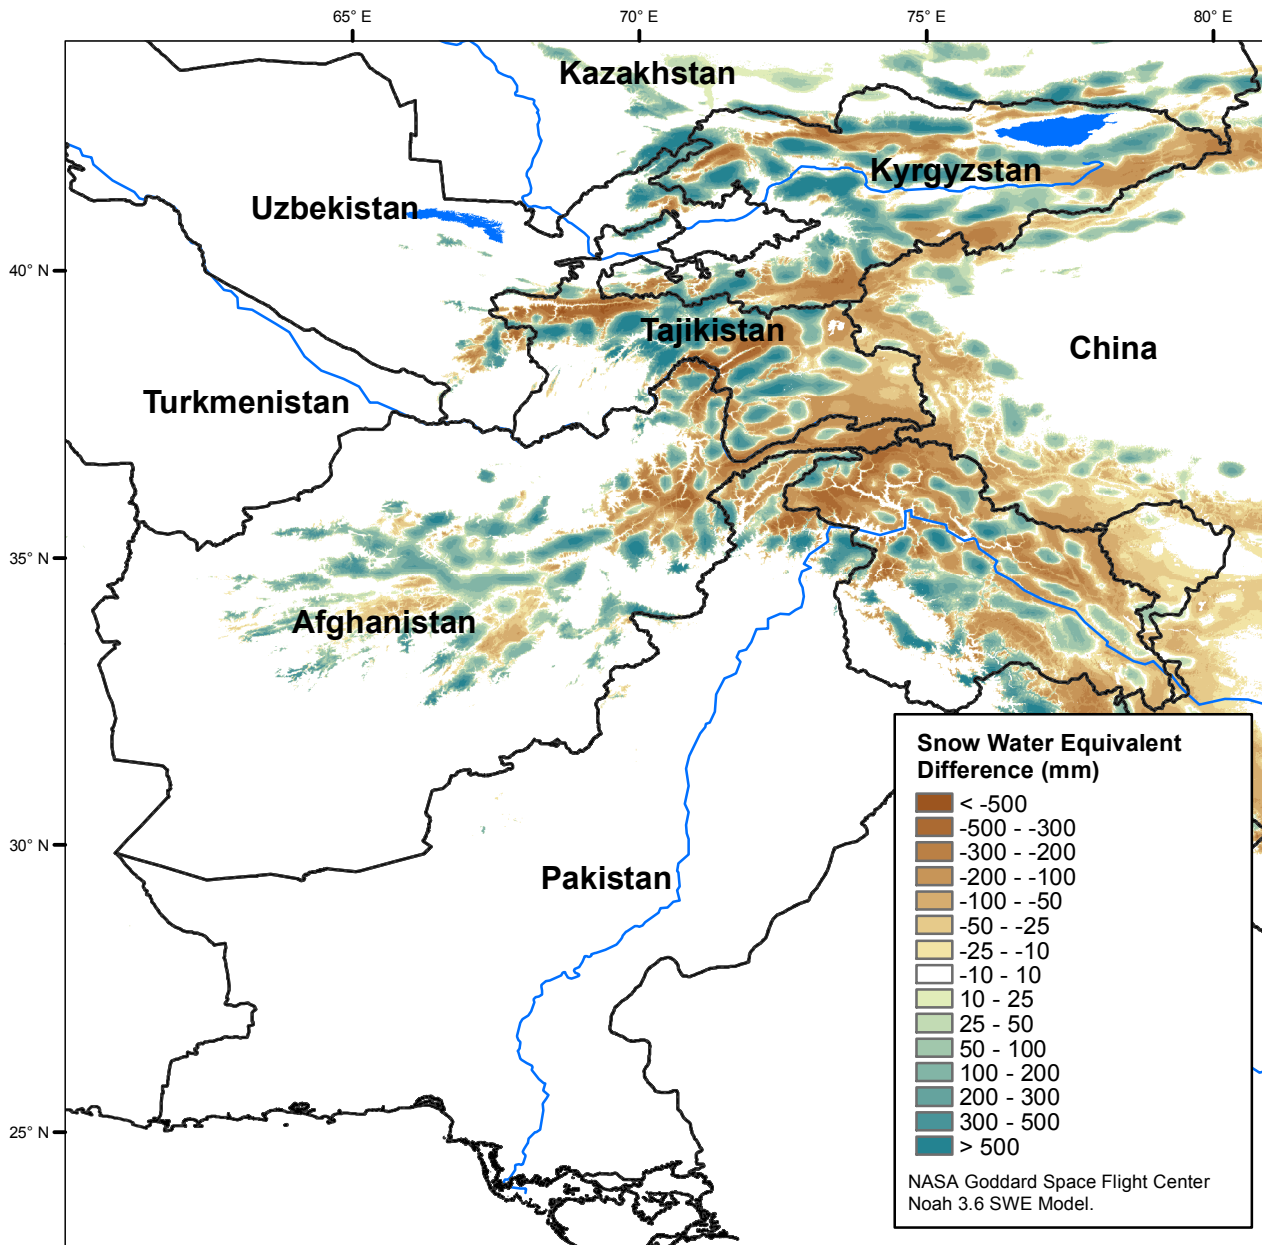 65° E 70° E 75° E 80° E
Kazakhstan
Kyrgyzstan
Uzbekistan
40° N
Tajikistan
China
Turkmenistan
35° N
Afghanistan
Snow Water Equivalent
Difference (mm)
< -500
-500 - -300
-300 - -200
-200 - -100
-100 - -50
-50 - -25
-25 - -10
-10 - 10
10 - 25
25 - 50
50 - 100
100 - 200
200 - 300
300 - 500
> 500
NASA Goddard Space Flight Center
Noah 3.6 SWE Model.
30° N
Pakistan
25° N